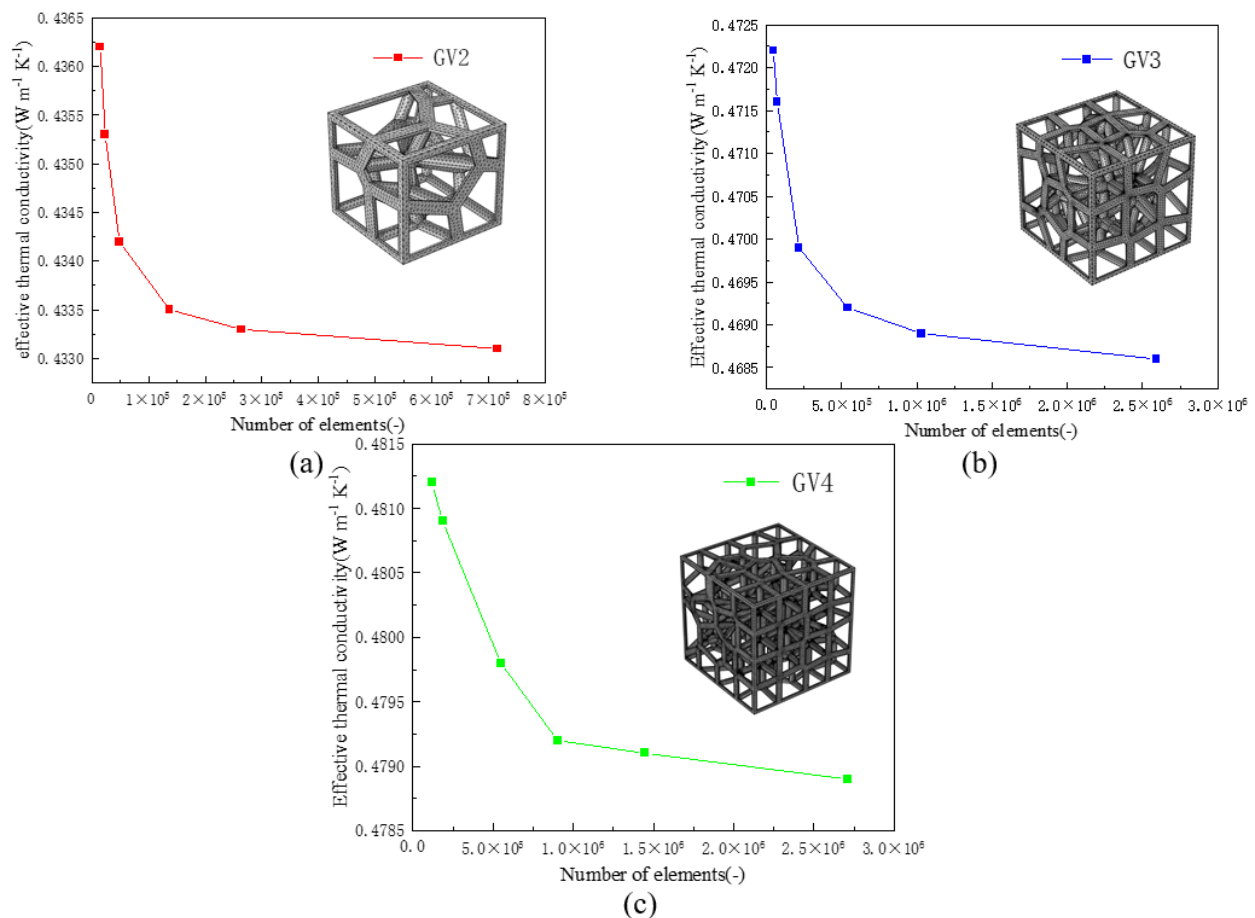 0.4365
0.4360
0.4355
0.4350
0.4345
0.4340
0.4335
0.4330
effective thermal conductivity(W m⁻¹ K⁻¹)
GV2
0 1×10⁵ 2×10⁵ 3×10⁵ 4×10⁵ 5×10⁵ 6×10⁵ 7×10⁵ 8×10⁵
Number of elements(-)
(a)
0.4725
0.4720
0.4715
0.4710
0.4705
0.4700
0.4695
0.4690
0.4685
Effective thermal conductivity(W m⁻¹ K⁻¹)
GV3
0.0 5.0×10⁵ 1.0×10⁶ 1.5×10⁶ 2.0×10⁶ 2.5×10⁶ 3.0×10⁶
Number of elements(-)
(b)
0.4815
0.4810
0.4805
0.4800
0.4795
0.4790
0.4785
Effective thermal conductivity(W m⁻¹ K⁻¹)
GV4
0.0 5.0×10⁵ 1.0×10⁶ 1.5×10⁶ 2.0×10⁶ 2.5×10⁶ 3.0×10⁶
Number of elements(-)
(c)